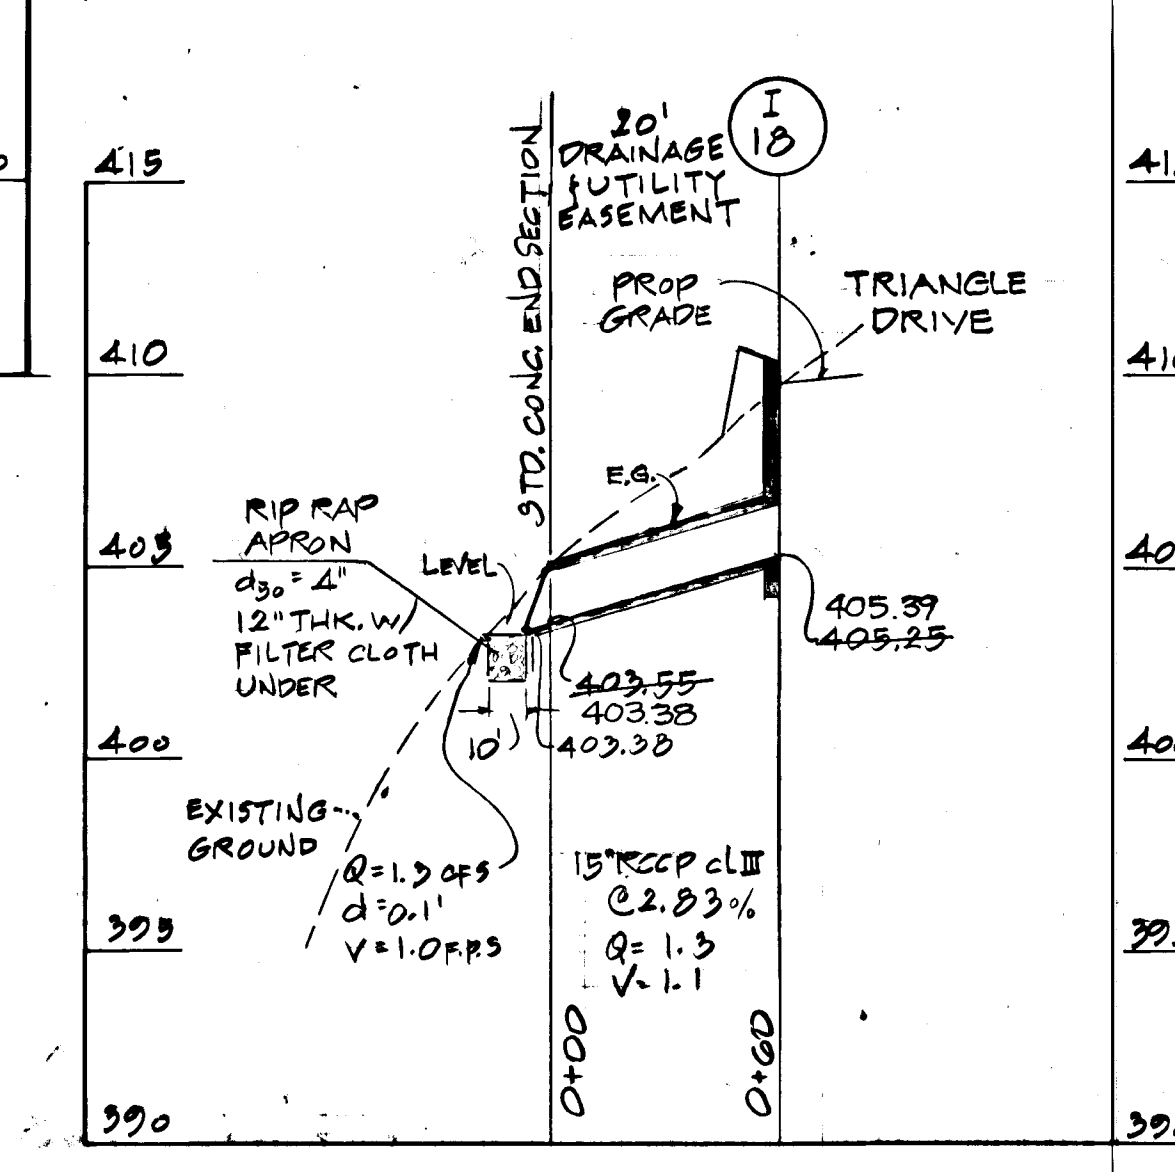 I
18
20'
DRAINAGE
& UTILITY
EASEMENT
STD. CONC. END SECTION
415
410
405
400
395
390
PROP
GRADE
TRIANGLE
DRIVE
E.G.
RIP RAP
APRON
d50 = 4"
12" THK. W/
FILTER CLOTH
UNDER
LEVEL
405.39
405.25
403.55
403.38
403.38
10'
EXISTING
GROUND
Q = 1.3 CFS
d = 0.1'
V = 1.0 F.P.S
15" RCCP CL III
@ 2.83%
Q = 1.3
V = 1.1
0+00
0+60